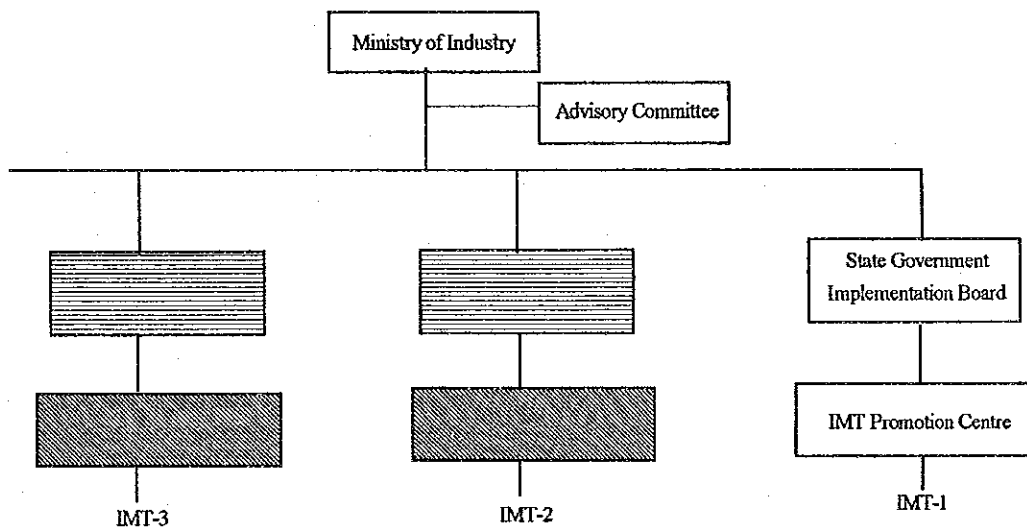 Ministry of Industry
Advisory Committee
State Government
Implementation Board
IMT Promotion Centre
IMT-3
IMT-2
IMT-1